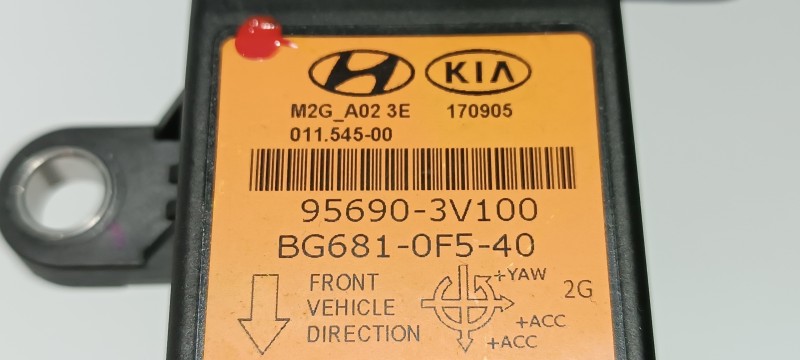 KIA
M2G_A02 3E 170905
011.545-00
95690-3V100
BG681-0F5-40
FRONT
VEHICLE
DIRECTION
+YAW
2G
+ACC
+ACC